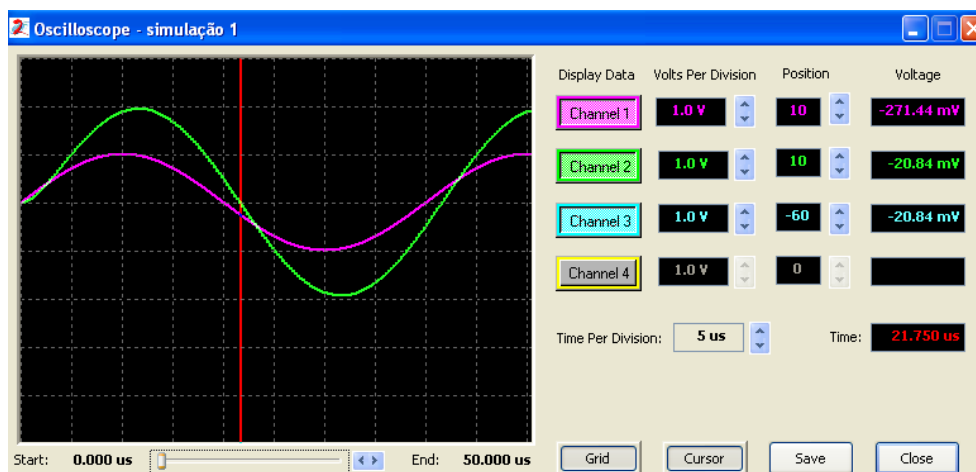 Oscilloscope - simulação 1
Display Data Volts Per Division Position Voltage
Channel 1 1.0 V 10 -271.44 mV
Channel 2 1.0 V 10 -20.84 mV
Channel 3 1.0 V -60 -20.84 mV
Channel 4 1.0 V 0
Time Per Division: 5 us Time: 21.750 us
Start: 0.000 us End: 50.000 us Grid Cursor Save Close